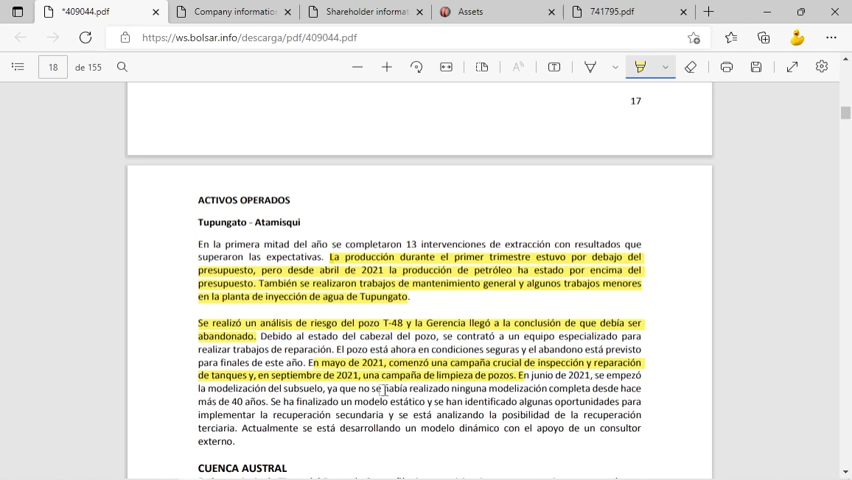 *409044.pdf
Company information
Shareholder informat
Assets
741795.pdf
https://ws.bolsar.info/descarga/pdf/409044.pdf
18 de 155
17
ACTIVOS OPERADOS
Tupungato - Atamisqui
En la primera mitad del año se completaron 13 intervenciones de extracción con resultados que
superaron las expectativas. La producción durante el primer trimestre estuvo por debajo del
presupuesto, pero desde abril de 2021 la producción de petróleo ha estado por encima del
presupuesto. También se realizaron trabajos de mantenimiento general y algunos trabajos menores
en la planta de inyección de agua de Tupungato.
Se realizó un análisis de riesgo del pozo T-48 y la Gerencia llegó a la conclusión de que debía ser
abandonado. Debido al estado del cabezal del pozo, se contrató a un equipo especializado para
realizar trabajos de reparación. El pozo está ahora en condiciones seguras y el abandono está previsto
para finales de este año. En mayo de 2021, comenzó una campaña crucial de inspección y reparación
de tanques y, en septiembre de 2021, una campaña de limpieza de pozos. En junio de 2021, se empezó
la modelización del subsuelo, ya que no se había realizado ninguna modelización completa desde hace
más de 40 años. Se ha finalizado un modelo estático y se han identificado algunas oportunidades para
implementar la recuperación secundaria y se está analizando la posibilidad de la recuperación
terciaria. Actualmente se está desarrollando un modelo dinámico con el apoyo de un consultor
externo.
CUENCA AUSTRAL